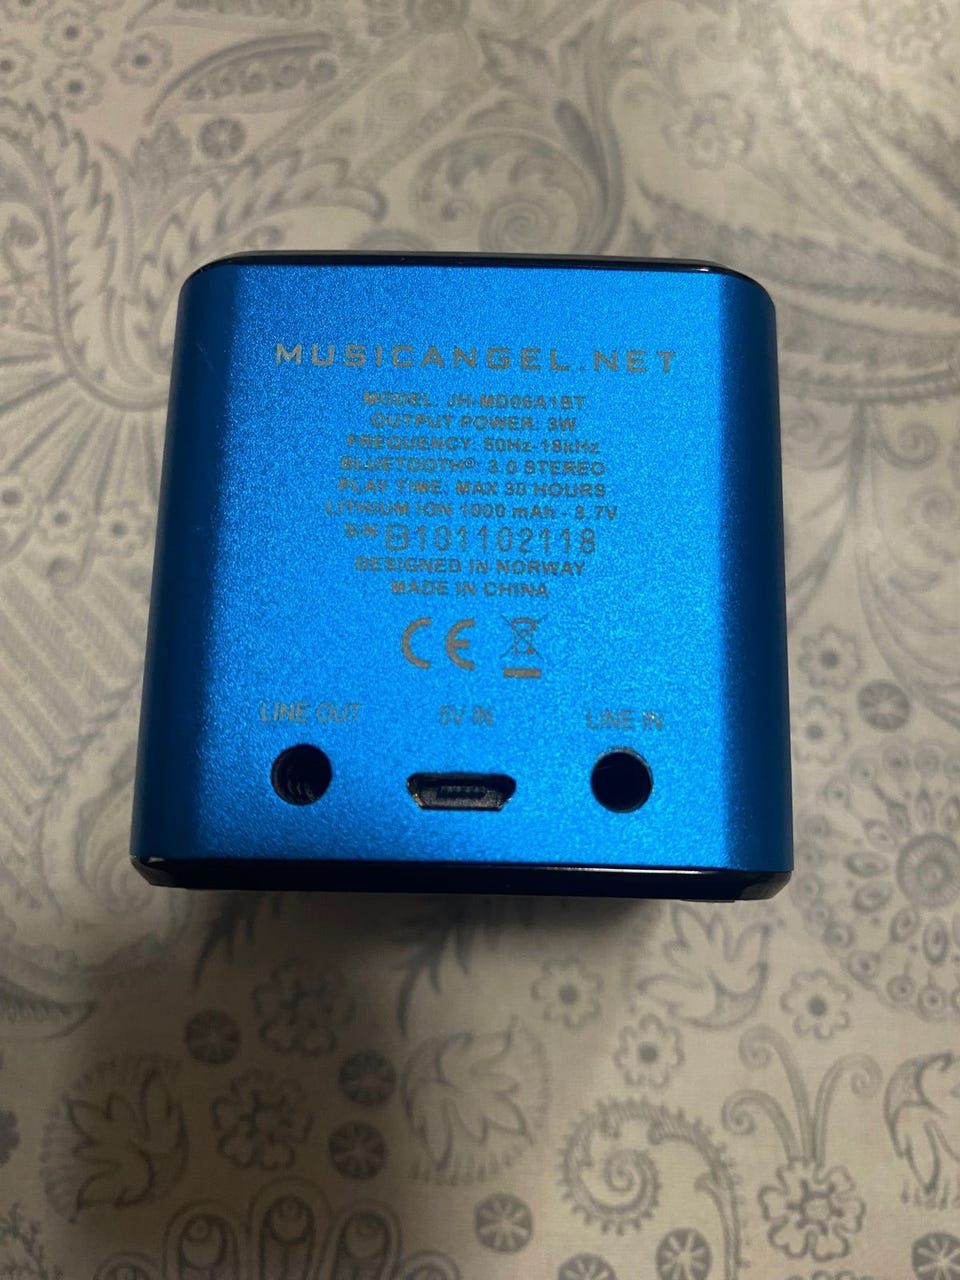 MUSICANGEL.NET
MODEL: JH-MD06A1BT
OUTPUT POWER: 3W
FREQUENCY: 50Hz-18kHz
BLUETOOTH®: 3.0 STEREO
PLAY TIME: MAX 30 HOURS
LITHIUM ION 1000 mAh - 3.7V
S/N: B101102118
DESIGNED IN NORWAY
MADE IN CHINA
CE
LINE OUT 5V IN LINE IN